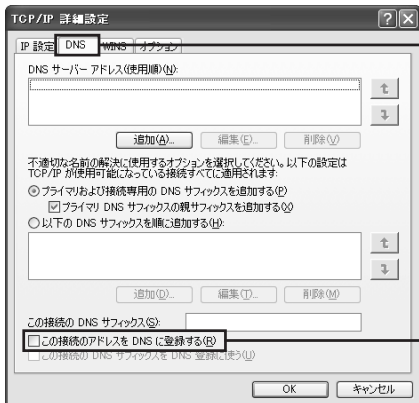 TCP/IP 詳細設定
IP 設定 DNS WINS オプション
DNS サーバー アドレス(使用順)(N):
追加(A)... 編集(E)... 削除(V)
不適切な名前の解決に使用するオプションを選択してください。以下の設定は
TCP/IP が使用可能になっている接続すべてに適用されます:
プライマリおよび接続専用の DNS サフィックスを追加する(P)
プライマリ DNS サフィックスの親サフィックスを追加する(X)
以下の DNS サフィックスを順に追加する(H):
追加(D)... 編集(T)... 削除(M)
この接続の DNS サフィックス(S):
この接続のアドレスを DNS に登録する(R)
この接続の DNS サフィックスを DNS 登録に使う(U)
OK キャンセル